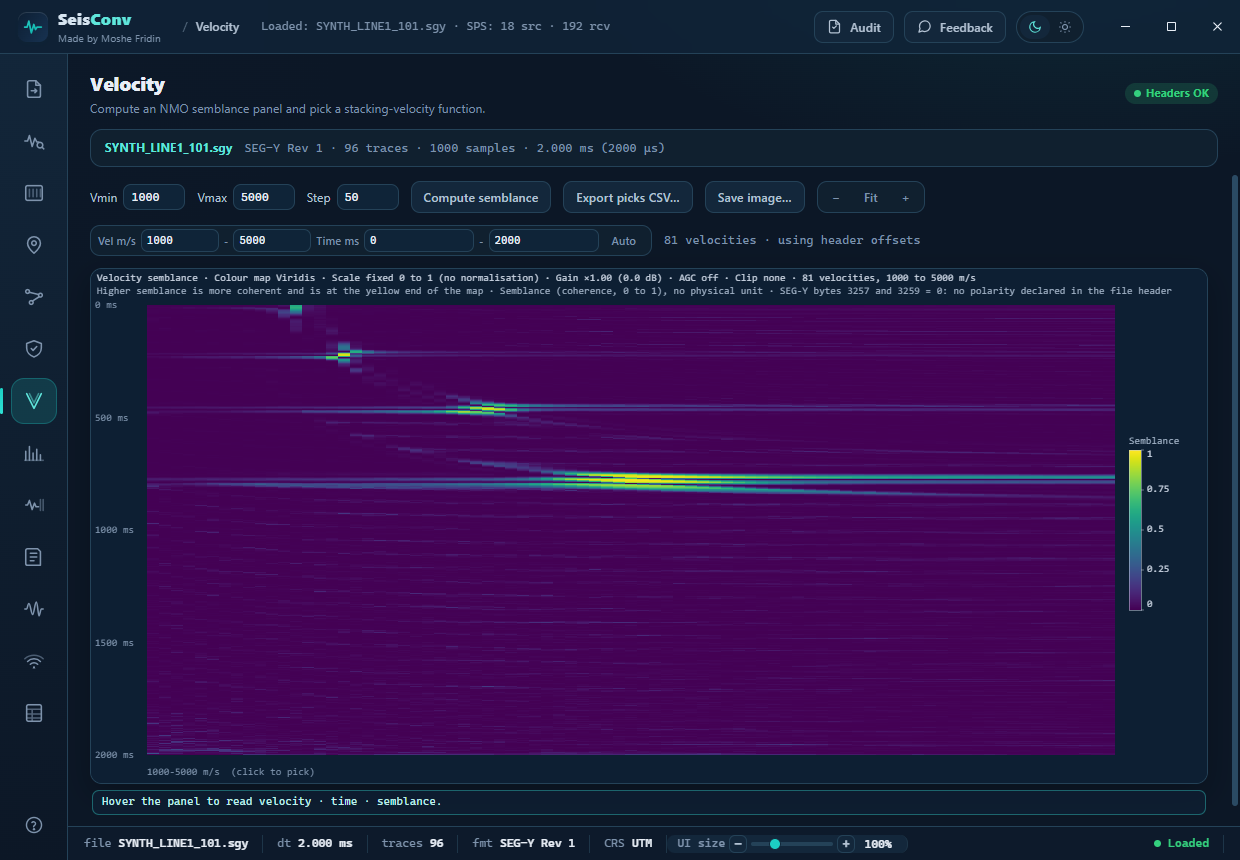 SeisConv
Made by Moshe Fridin
/ Velocity
Loaded: SYNTH_LINE1_101.sgy · SPS: 18 src · 192 rcv
Audit
Feedback
Velocity
Compute an NMO semblance panel and pick a stacking-velocity function.
Headers OK
SYNTH_LINE1_101.sgy SEG-Y Rev 1 · 96 traces · 1000 samples · 2.000 ms (2000 µs)
Vmin 1000 Vmax 5000 Step 50 Compute semblance Export picks CSV... Save image... − Fit +
Vel m/s 1000 - 5000 Time ms 0 - 2000 Auto 81 velocities · using header offsets
Velocity semblance · Colour map Viridis · Scale fixed 0 to 1 (no normalisation) · Gain ×1.00 (0.0 dB) · AGC off · Clip none · 81 velocities, 1000 to 5000 m/s
Higher semblance is more coherent and is at the yellow end of the map · Semblance (coherence, 0 to 1), no physical unit · SEG-Y bytes 3257 and 3259 = 0: no polarity declared in the file header
0 ms
500 ms
1000 ms
1500 ms
2000 ms
Semblance
1
0.75
0.5
0.25
0
1000-5000 m/s (click to pick)
Hover the panel to read velocity · time · semblance.
file SYNTH_LINE1_101.sgy dt 2.000 ms traces 96 fmt SEG-Y Rev 1 CRS UTM UI size − + 100% Loaded